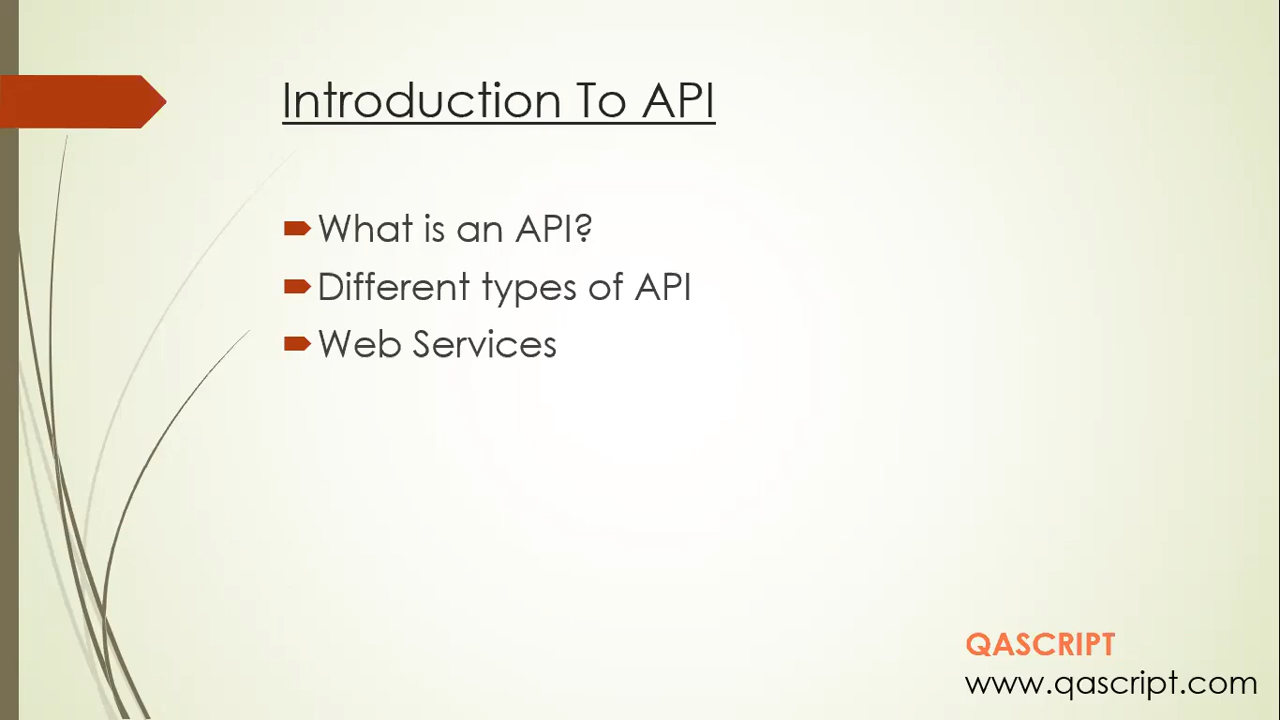 Introduction To API
What is an API?
Different types of API
Web Services
QASCRIPT
www.qascript.com